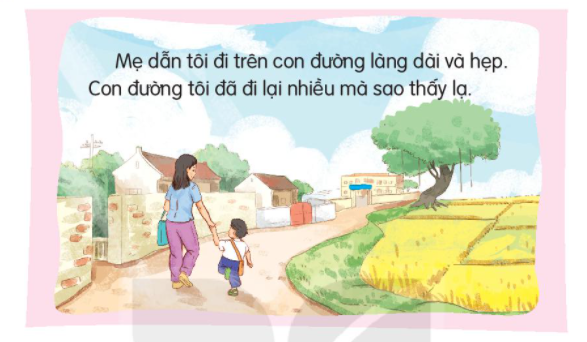 Mẹ dẫn tôi đi trên con đường làng dài và hẹp.
Con đường tôi đã đi lại nhiều mà sao thấy lạ.